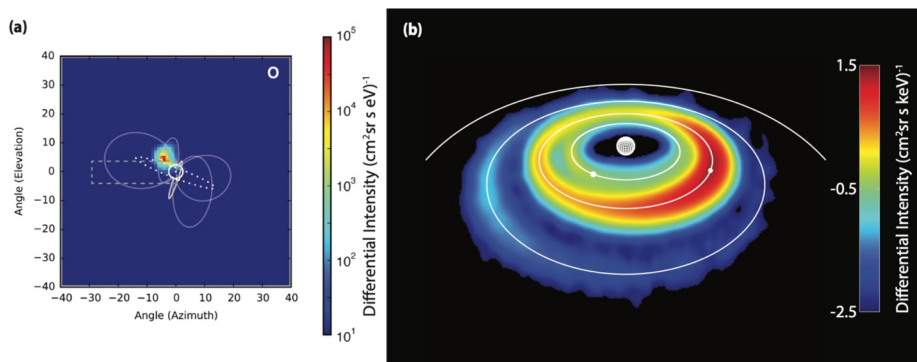 (a)
O
Angle (Elevation)
40
30
20
10
0
−10
−20
−30
−40
−40 −30 −20 −10 0 10 20 30 40
Angle (Azimuth)
10^5
10^4
10^3
10^2
10^1
Differential Intensity (cm²sr s eV)⁻¹
(b)
1.5
-0.5
-2.5
Differential Intensity (cm²sr s keV)⁻¹